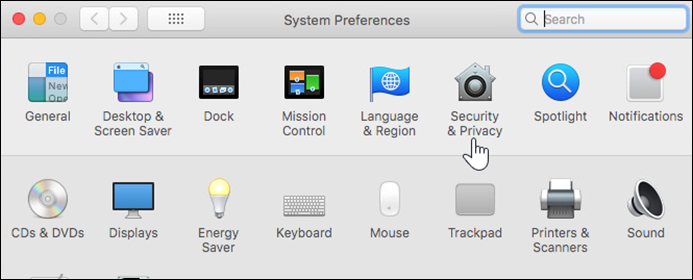 System Preferences
Search
File
New
Ope
General
Desktop &
Screen Saver
Dock
Mission
Control
Language
& Region
Security
& Privacy
Spotlight
Notifications
CDs & DVDs
Displays
Energy
Saver
Keyboard
Mouse
Trackpad
Printers &
Scanners
Sound